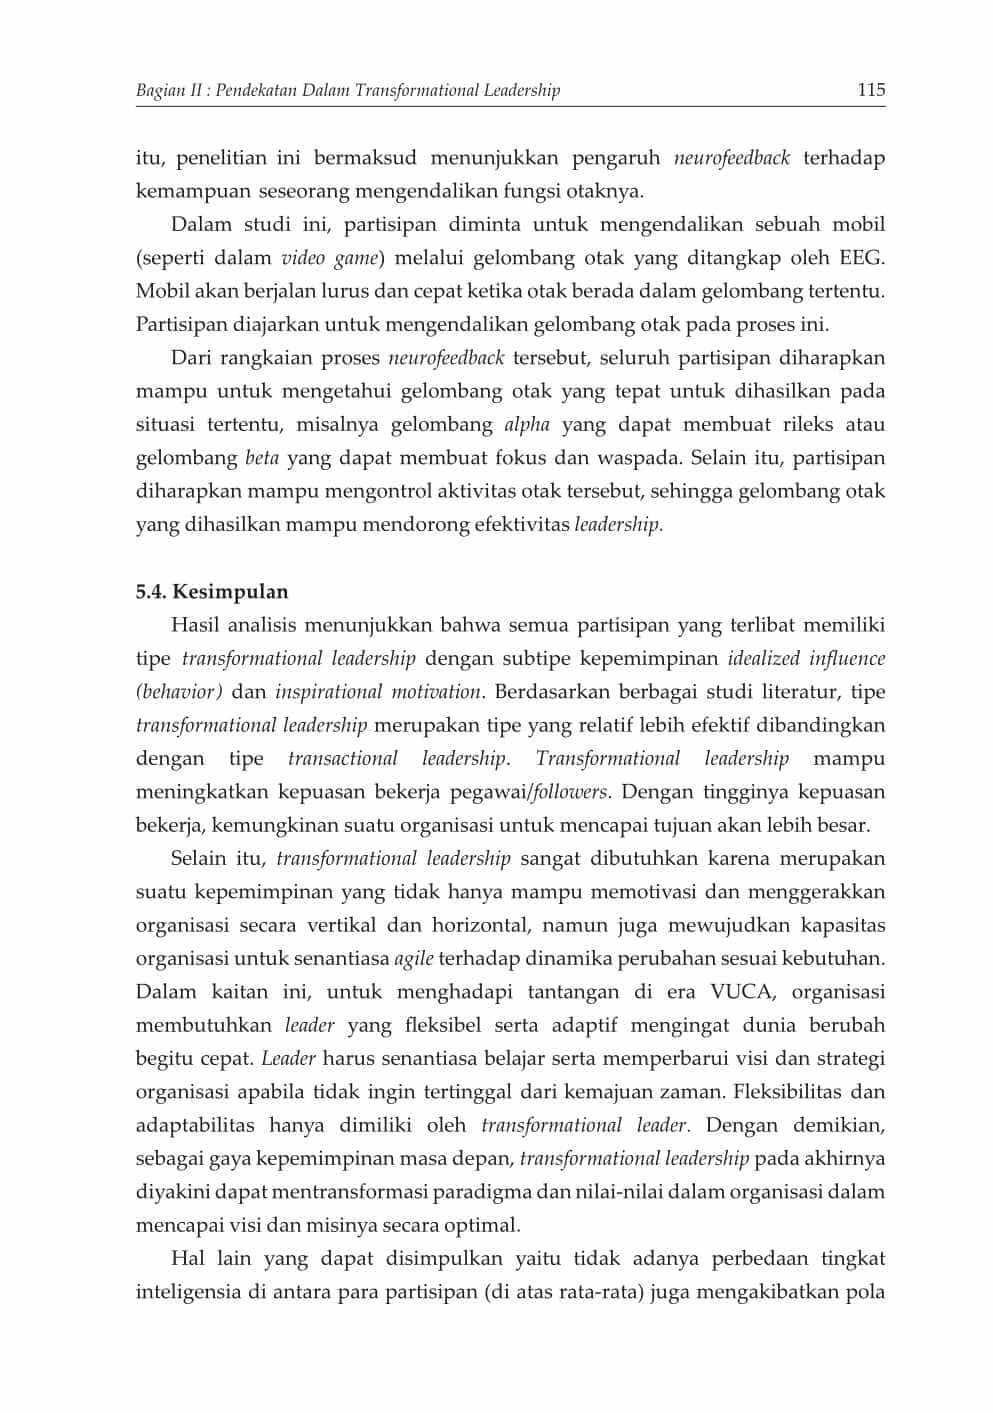 Bagian II : Pendekatan Dalam Transformational Leadership 115
itu, penelitian ini bermaksud menunjukkan pengaruh neurofeedback terhadap
kemampuan seseorang mengendalikan fungsi otaknya.
Dalam studi ini, partisipan diminta untuk mengendalikan sebuah mobil
(seperti dalam video game) melalui gelombang otak yang ditangkap oleh EEG.
Mobil akan berjalan lurus dan cepat ketika otak berada dalam gelombang tertentu.
Partisipan diajarkan untuk mengendalikan gelombang otak pada proses ini.
Dari rangkaian proses neurofeedback tersebut, seluruh partisipan diharapkan
mampu untuk mengetahui gelombang otak yang tepat untuk dihasilkan pada
situasi tertentu, misalnya gelombang alpha yang dapat membuat rileks atau
gelombang beta yang dapat membuat fokus dan waspada. Selain itu, partisipan
diharapkan mampu mengontrol aktivitas otak tersebut, sehingga gelombang otak
yang dihasilkan mampu mendorong efektivitas leadership.
5.4. Kesimpulan
Hasil analisis menunjukkan bahwa semua partisipan yang terlibat memiliki
tipe transformational leadership dengan subtipe kepemimpinan idealized influence
(behavior) dan inspirational motivation. Berdasarkan berbagai studi literatur, tipe
transformational leadership merupakan tipe yang relatif lebih efektif dibandingkan
dengan tipe transactional leadership. Transformational leadership mampu
meningkatkan kepuasan bekerja pegawai/followers. Dengan tingginya kepuasan
bekerja, kemungkinan suatu organisasi untuk mencapai tujuan akan lebih besar.
Selain itu, transformational leadership sangat dibutuhkan karena merupakan
suatu kepemimpinan yang tidak hanya mampu memotivasi dan menggerakkan
organisasi secara vertikal dan horizontal, namun juga mewujudkan kapasitas
organisasi untuk senantiasa agile terhadap dinamika perubahan sesuai kebutuhan.
Dalam kaitan ini, untuk menghadapi tantangan di era VUCA, organisasi
membutuhkan leader yang fleksibel serta adaptif mengingat dunia berubah
begitu cepat. Leader harus senantiasa belajar serta memperbarui visi dan strategi
organisasi apabila tidak ingin tertinggal dari kemajuan zaman. Fleksibilitas dan
adaptabilitas hanya dimiliki oleh transformational leader. Dengan demikian,
sebagai gaya kepemimpinan masa depan, transformational leadership pada akhirnya
diyakini dapat mentransformasi paradigma dan nilai-nilai dalam organisasi dalam
mencapai visi dan misinya secara optimal.
Hal lain yang dapat disimpulkan yaitu tidak adanya perbedaan tingkat
inteligensia di antara para partisipan (di atas rata-rata) juga mengakibatkan pola